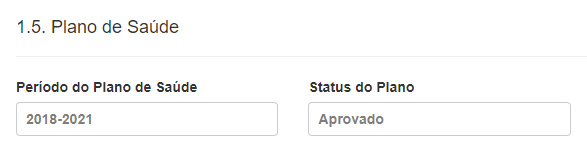 1.5. Plano de Saúde
Período do Plano de Saúde Status do Plano
2018-2021 Aprovado